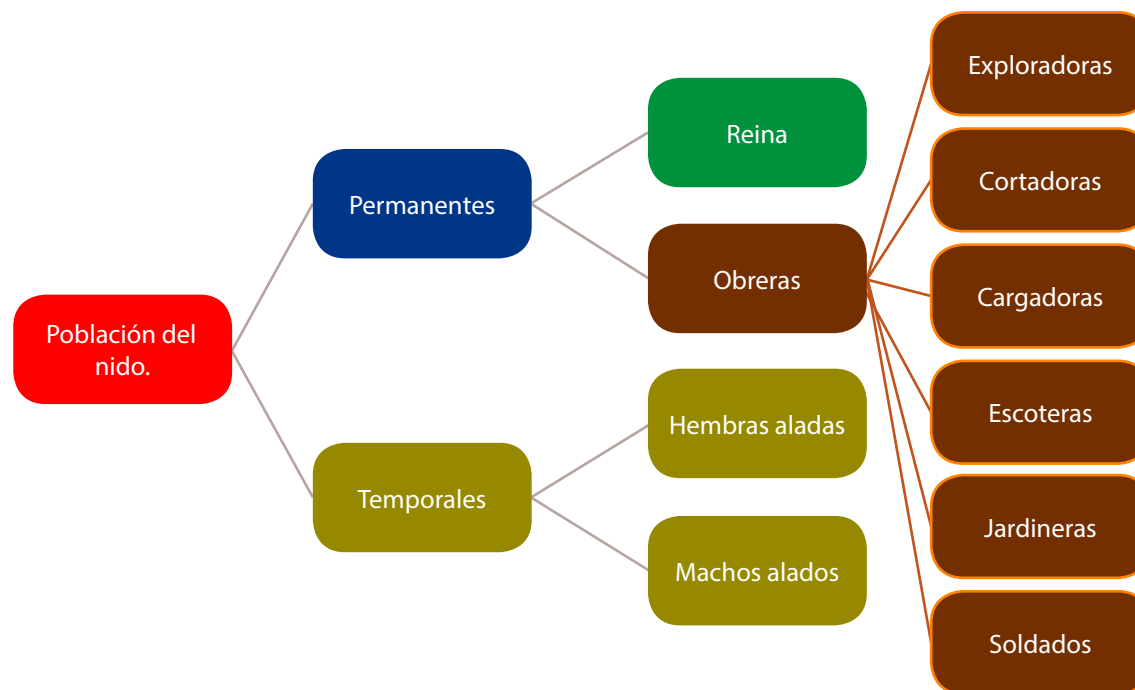 Población del
nido.
Permanentes
Temporales
Reina
Obreras
Hembras aladas
Machos alados
Exploradoras
Cortadoras
Cargadoras
Escoteras
Jardineras
Soldados